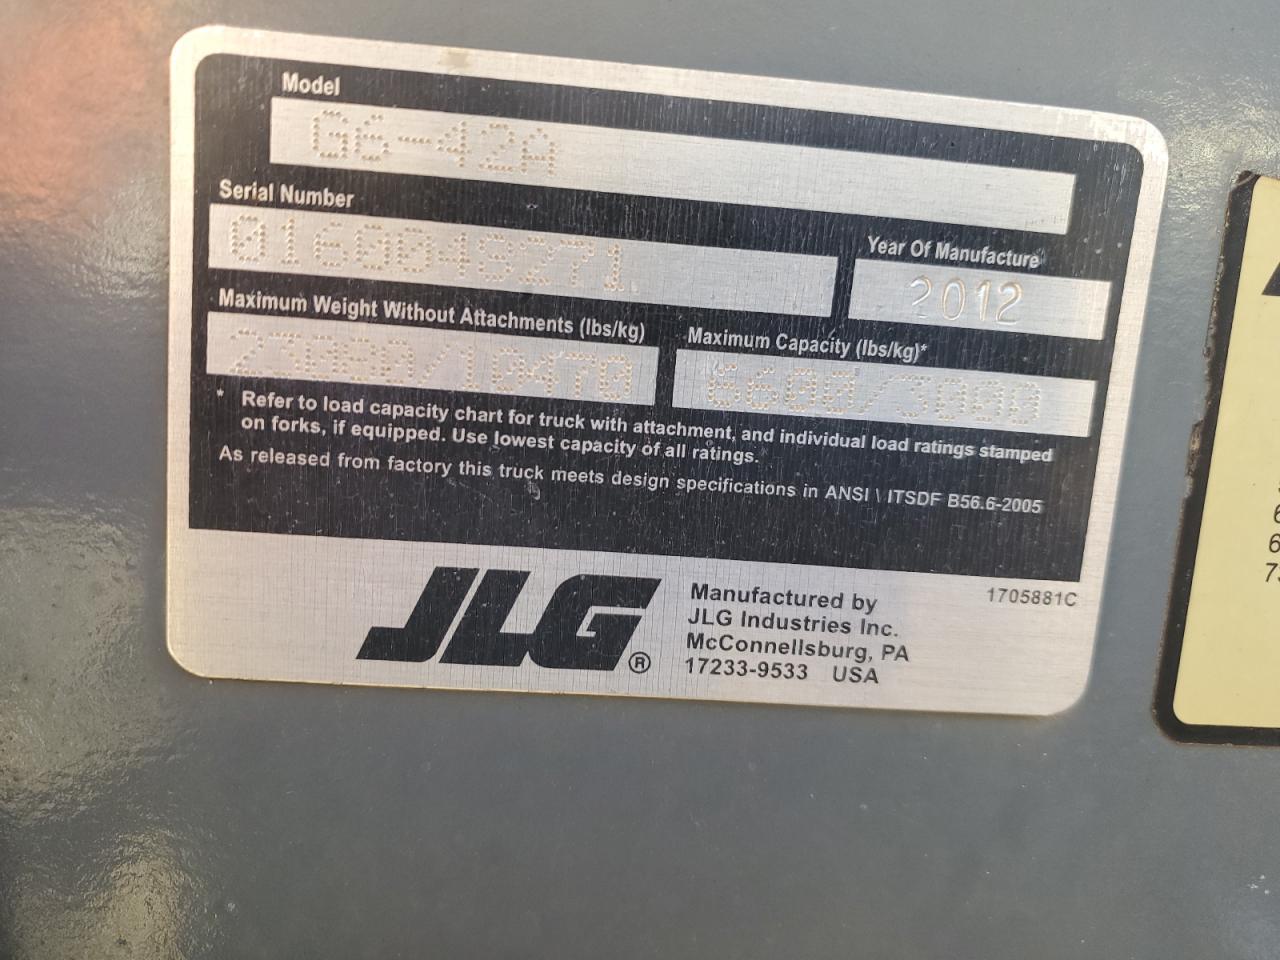 Model
G6-42A
Serial Number
0160048271
Year Of Manufacture
2012
Maximum Weight Without Attachments (lbs/kg)
23080/10470
Maximum Capacity (lbs/kg)*
6600/3000
* Refer to load capacity chart for truck with attachment, and individual load ratings stamped
on forks, if equipped. Use lowest capacity of all ratings.
As released from factory this truck meets design specifications in ANSI \ ITSDF B56.6-2005
JLG®
Manufactured by
JLG Industries Inc.
McConnellsburg, PA
17233-9533 USA
1705881C